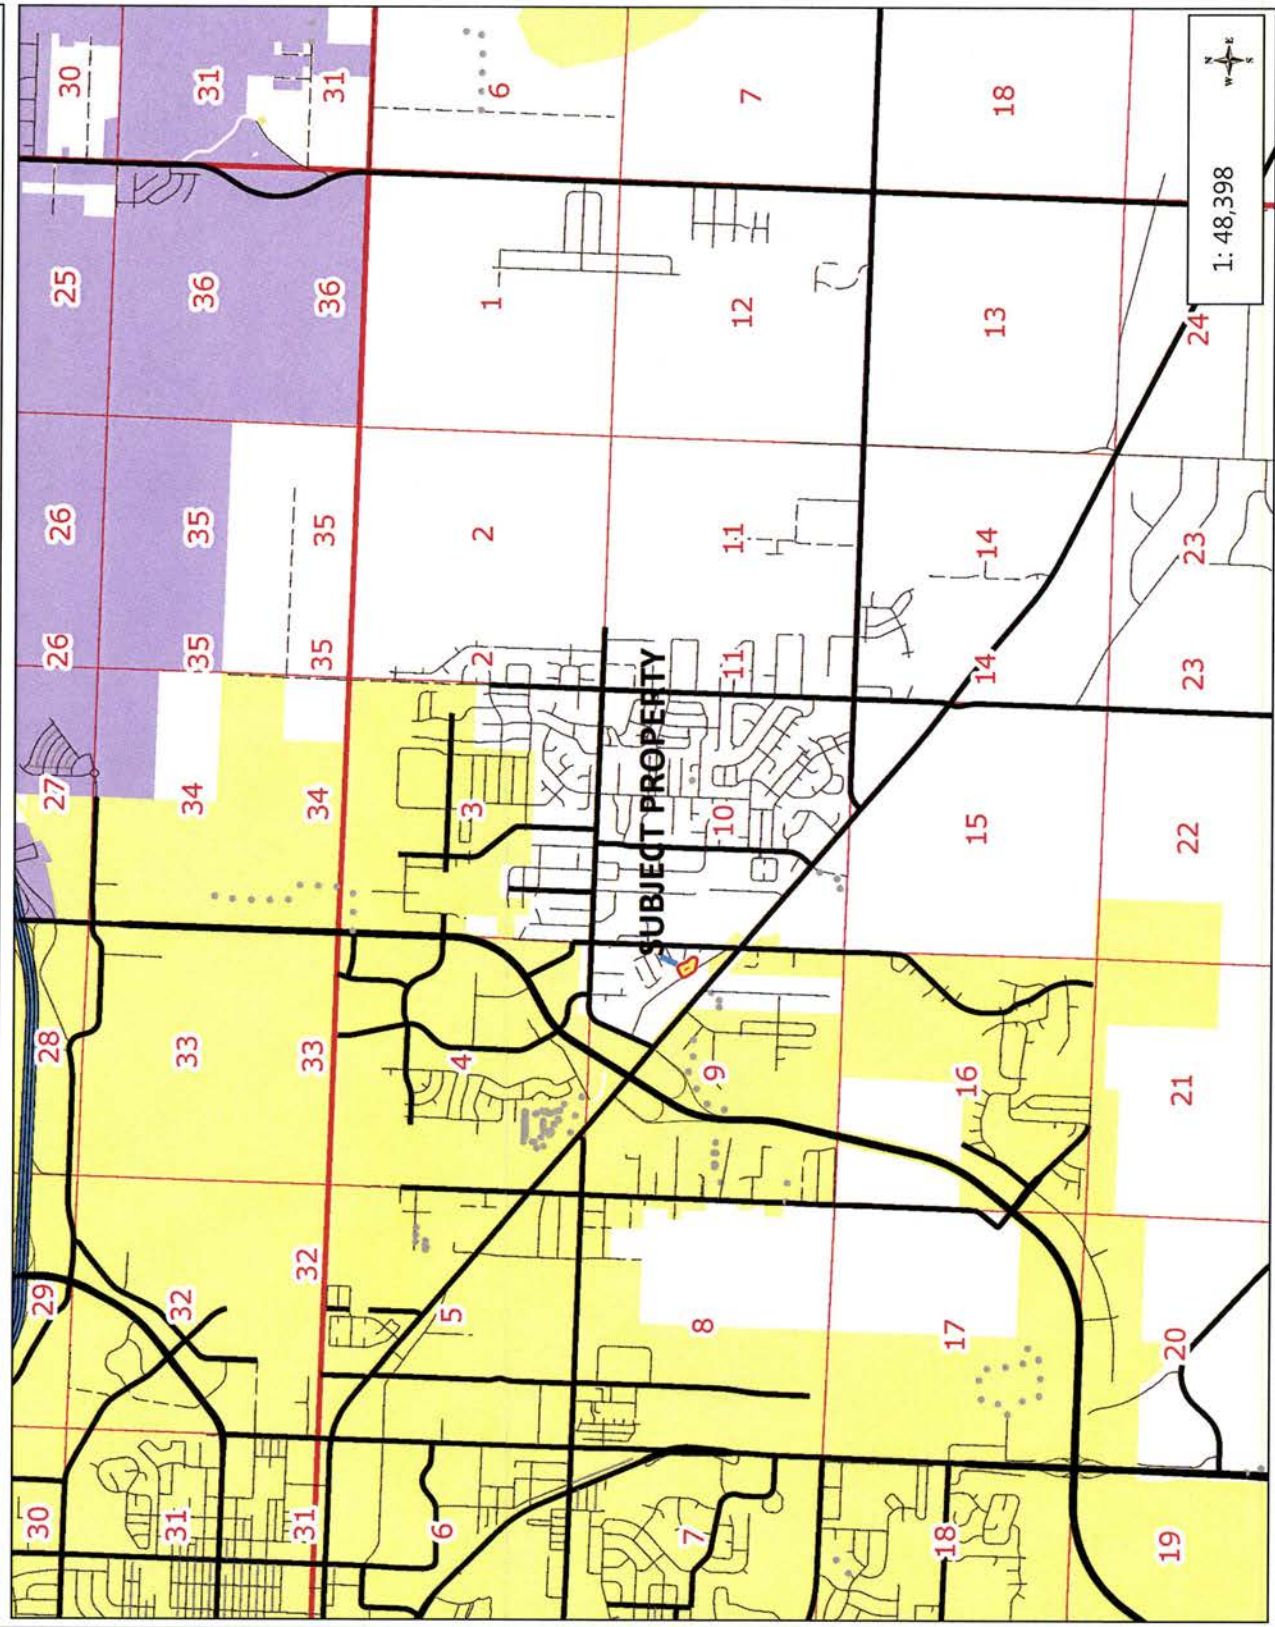 30 29 28 27 26 26 25 30
31 32 33 34 35 35 36 31
31 32 33 34 35 35 36 31
6 5 4 3 2 2 1 6
SUBJECT PROPERTY
7 8 9 10 11 11 12 7
18 17 16 15 14 14 13 18
19 20 21 22 23 23 24
N
W E
S
1: 48,398